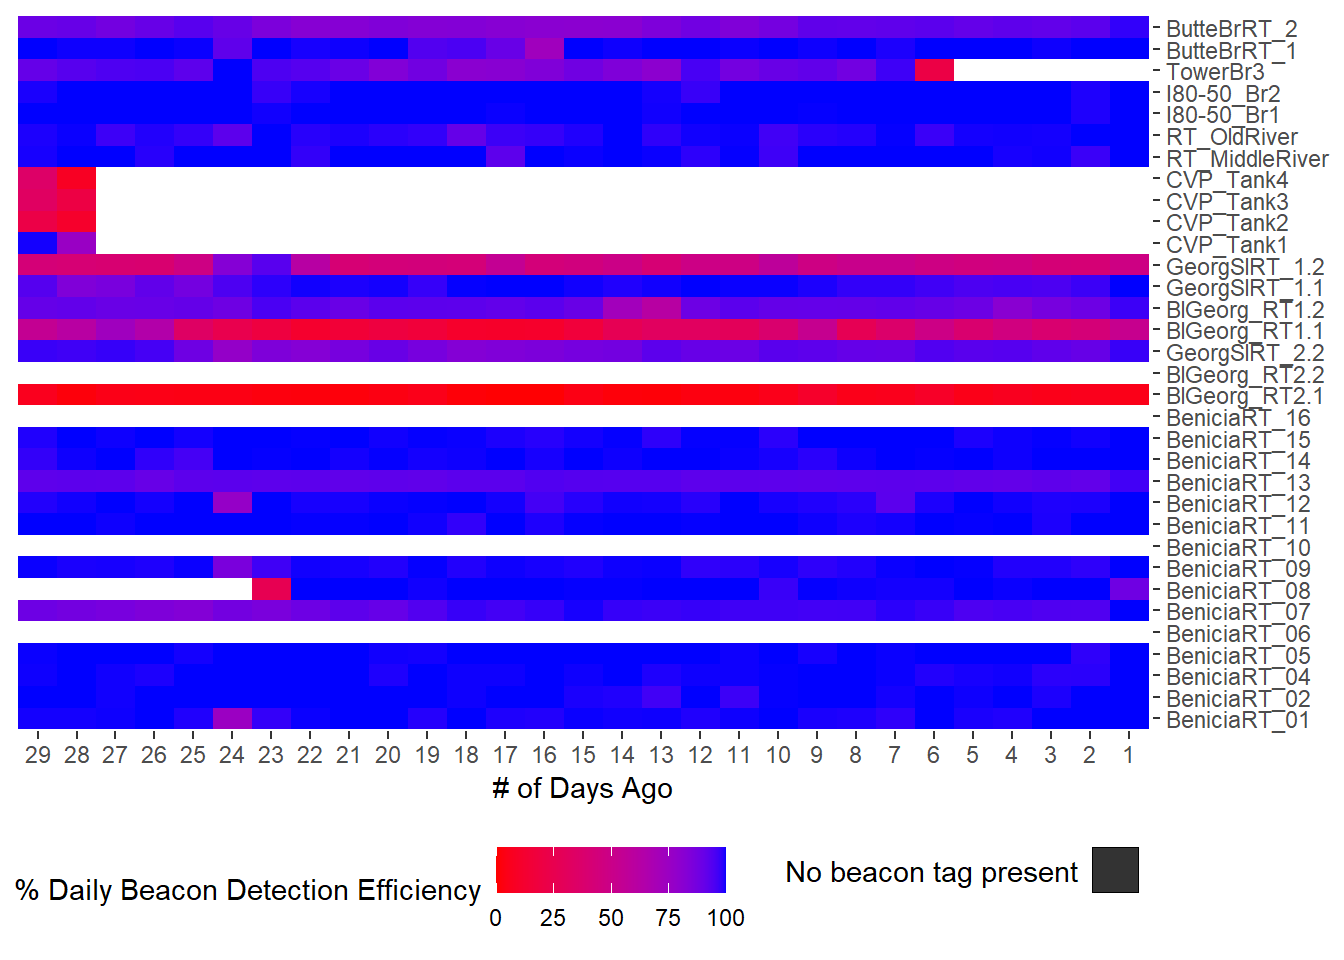 ButteBrRT_2
ButteBrRT_1
TowerBr3
I80-50_Br2
I80-50_Br1
RT_OldRiver
RT_MiddleRiver
CVP_Tank4
CVP_Tank3
CVP_Tank2
CVP_Tank1
GeorgSlRT_1.2
GeorgSlRT_1.1
BlGeorg_RT1.2
BlGeorg_RT1.1
GeorgSlRT_2.2
BlGeorg_RT2.2
BlGeorg_RT2.1
BeniciaRT_16
BeniciaRT_15
BeniciaRT_14
BeniciaRT_13
BeniciaRT_12
BeniciaRT_11
BeniciaRT_10
BeniciaRT_09
BeniciaRT_08
BeniciaRT_07
BeniciaRT_06
BeniciaRT_05
BeniciaRT_04
BeniciaRT_02
BeniciaRT_01
29 28 27 26 25 24 23 22 21 20 19 18 17 16 15 14 13 12 11 10 9 8 7 6 5 4 3 2 1
# of Days Ago
% Daily Beacon Detection Efficiency
0 25 50 75 100
No beacon tag present